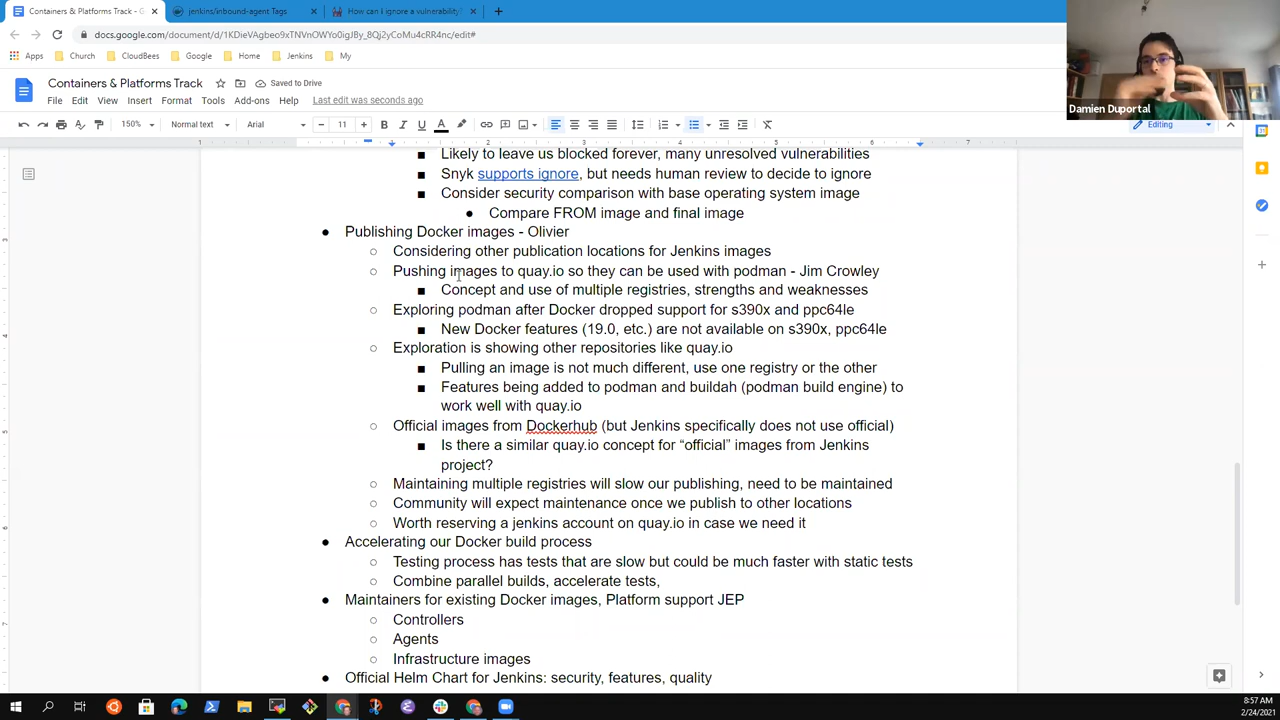 Containers & Platforms Track - G
jenkins/inbound-agent Tags
How can I ignore a vulnerability?
docs.google.com/document/d/1KDieVAgbeo9xTNVnOWYo0igJ8y_8Qj2yCoMu4cRR4nc/edit#
Apps Church CloudBees Google Home Jenkins My
Containers & Platforms Track Saved to Drive
File Edit View Insert Format Tools Add-ons Help Last edit was seconds ago
150% Normal text Arial 11 Editing
Damien Duportal
1 2 3 4 5 6 7
■ Likely to leave us blocked forever, many unresolved vulnerabilities
■ Snyk supports ignore, but needs human review to decide to ignore
■ Consider security comparison with base operating system image
● Compare FROM image and final image
● Publishing Docker images - Olivier
○ Considering other publication locations for Jenkins images
○ Pushing images to quay.io so they can be used with podman - Jim Crowley
■ Concept and use of multiple registries, strengths and weaknesses
○ Exploring podman after Docker dropped support for s390x and ppc64le
■ New Docker features (19.0, etc.) are not available on s390x, ppc64le
○ Exploration is showing other repositories like quay.io
■ Pulling an image is not much different, use one registry or the other
■ Features being added to podman and buildah (podman build engine) to
work well with quay.io
○ Official images from Dockerhub (but Jenkins specifically does not use official)
■ Is there a similar quay.io concept for “official” images from Jenkins
project?
○ Maintaining multiple registries will slow our publishing, need to be maintained
○ Community will expect maintenance once we publish to other locations
○ Worth reserving a jenkins account on quay.io in case we need it
● Accelerating our Docker build process
○ Testing process has tests that are slow but could be much faster with static tests
○ Combine parallel builds, accelerate tests,
● Maintainers for existing Docker images, Platform support JEP
○ Controllers
○ Agents
○ Infrastructure images
● Official Helm Chart for Jenkins: security, features, quality
8:57 AM
2/24/2021